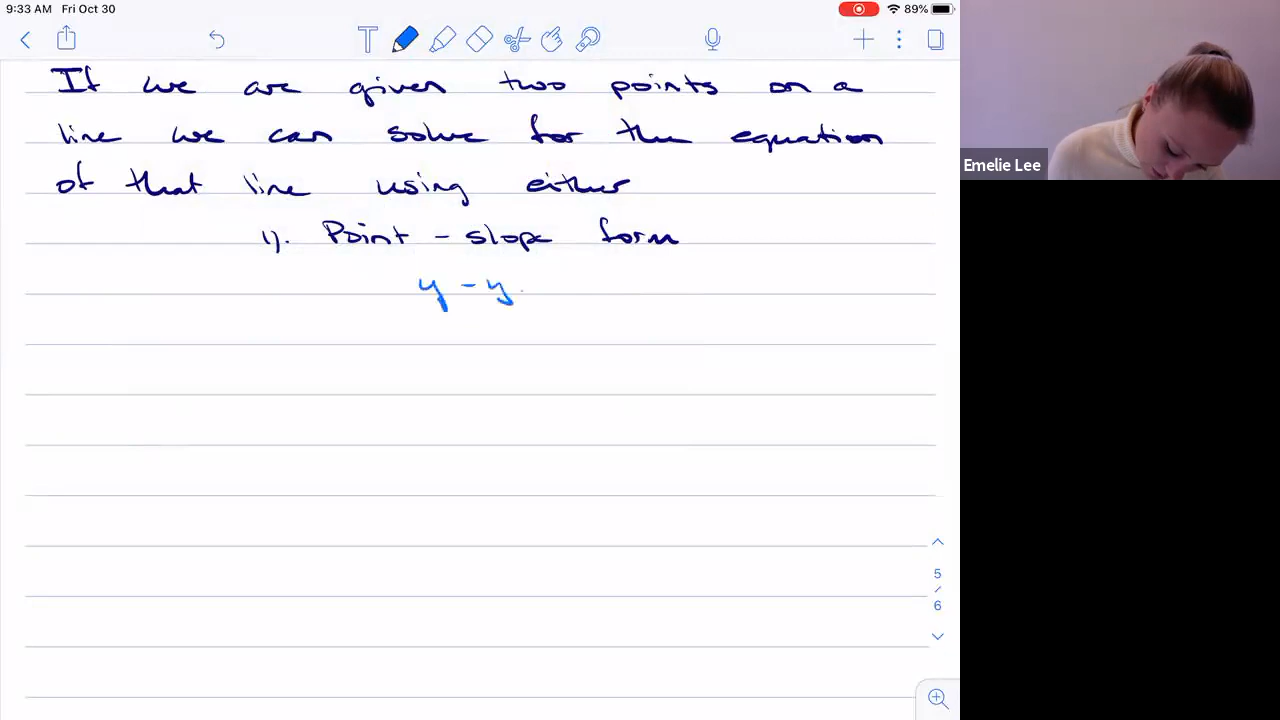 9:33 AM Fri Oct 30
89%
T
If we are given two points on a
line we can solve for the equation
of that line using either
1). Point - slope form
y - y
5
6
Emelie Lee